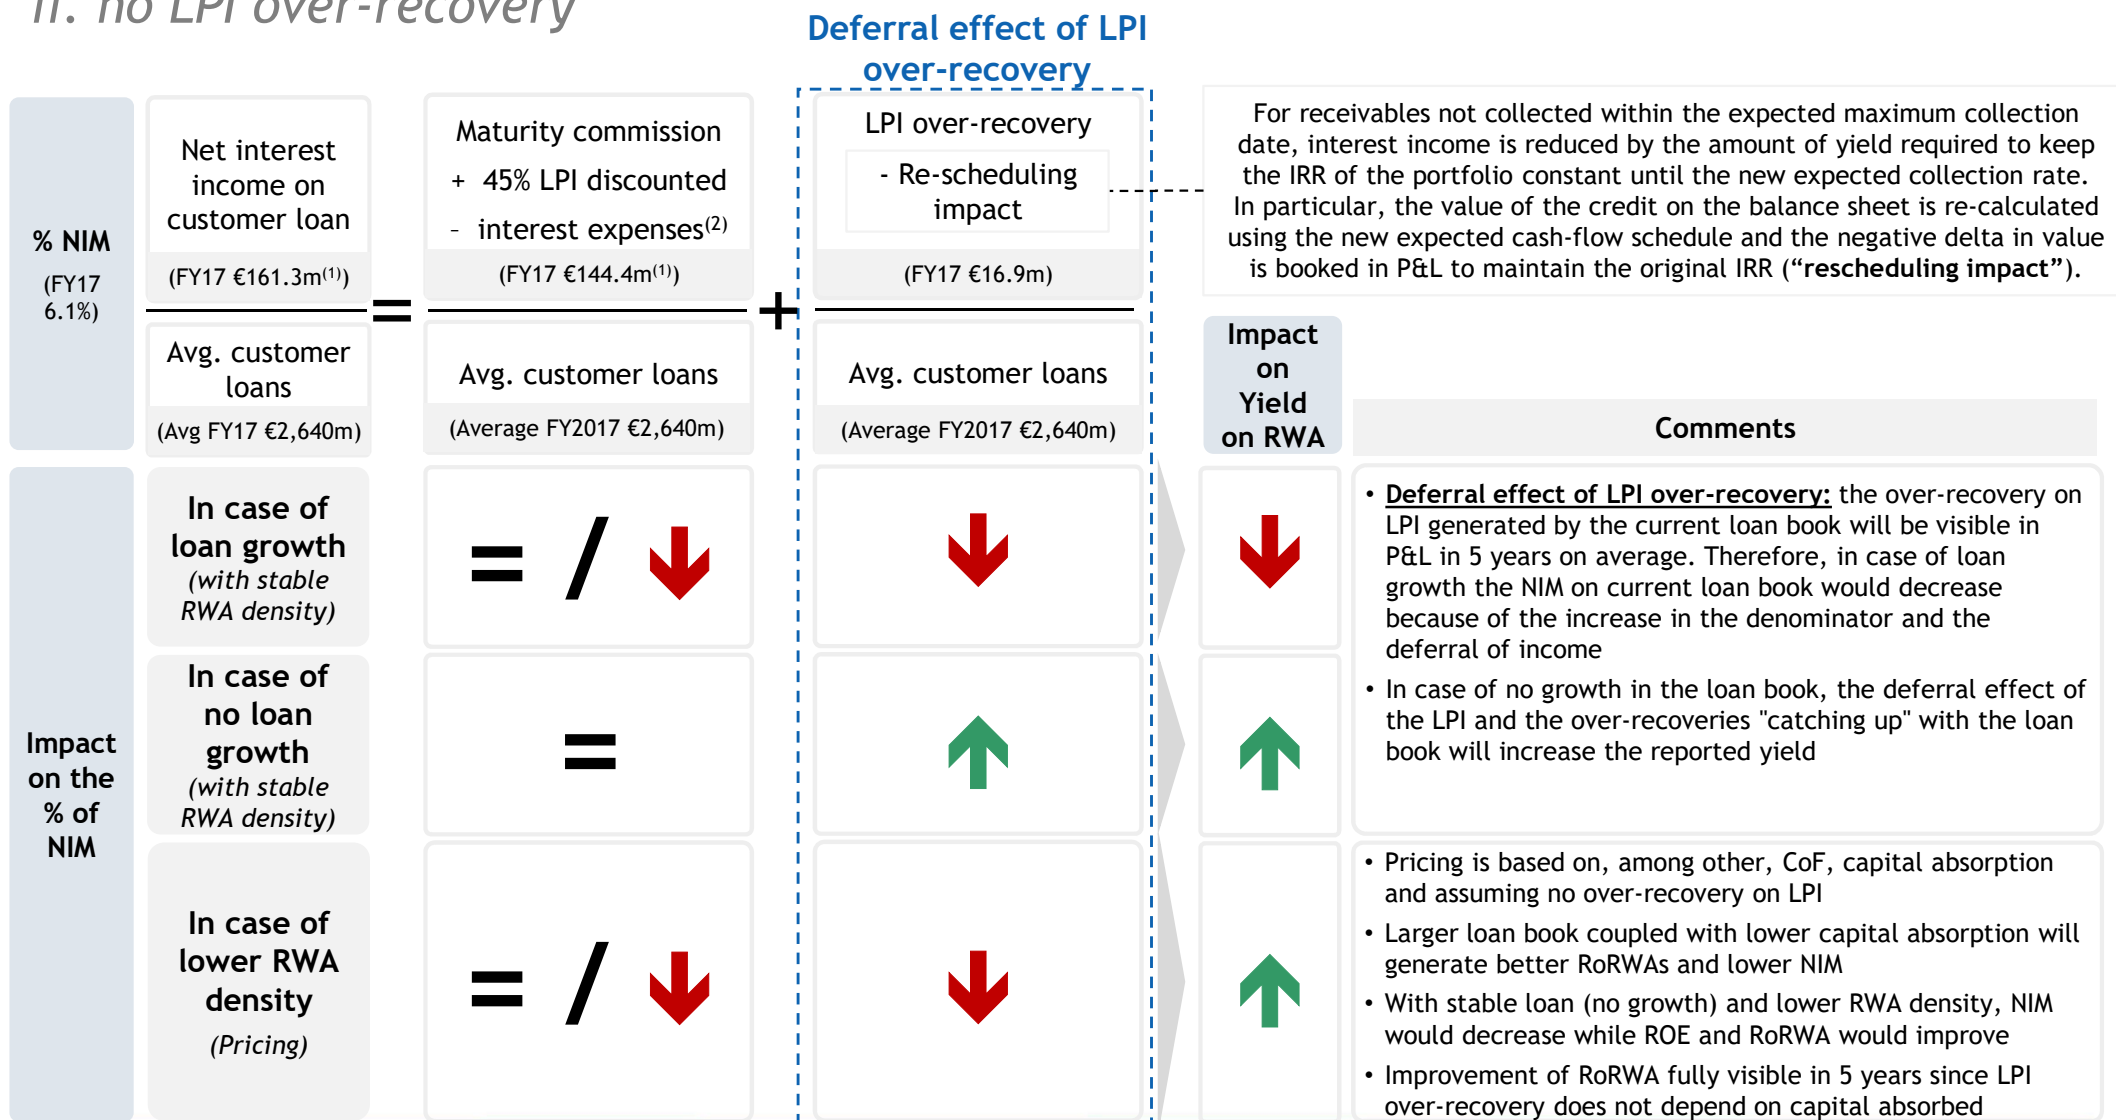 II. no LPI over-recovery
Deferral effect of LPI
over-recovery
% NIM
(FY17
6.1%)
Net interest
income on
customer loan
(FY17 €161.3m(1))
Avg. customer
loans
(Avg FY17 €2,640m)
=
Maturity commission
+ 45% LPI discounted
- interest expenses(2)
(FY17 €144.4m(1))
Avg. customer loans
(Average FY2017 €2,640m)
+
LPI over-recovery
- Re-scheduling
impact
(FY17 €16.9m)
Avg. customer loans
(Average FY2017 €2,640m)
For receivables not collected within the expected maximum collection
date, interest income is reduced by the amount of yield required to keep
the IRR of the portfolio constant until the new expected collection rate.
In particular, the value of the credit on the balance sheet is re-calculated
using the new expected cash-flow schedule and the negative delta in value
is booked in P&L to maintain the original IRR (“rescheduling impact”).
Impact
on
Yield
on RWA
Comments
Impact
on the
% of
NIM
In case of
loan growth
(with stable
RWA density)
= /
• Deferral effect of LPI over-recovery: the over-recovery on
LPI generated by the current loan book will be visible in
P&L in 5 years on average. Therefore, in case of loan
growth the NIM on current loan book would decrease
because of the increase in the denominator and the
deferral of income
• In case of no growth in the loan book, the deferral effect of
the LPI and the over-recoveries "catching up" with the loan
book will increase the reported yield
In case of
no loan
growth
(with stable
RWA density)
=
In case of
lower RWA
density
(Pricing)
= /
• Pricing is based on, among other, CoF, capital absorption
and assuming no over-recovery on LPI
• Larger loan book coupled with lower capital absorption will
generate better RoRWAs and lower NIM
• With stable loan (no growth) and lower RWA density, NIM
would decrease while ROE and RoRWA would improve
• Improvement of RoRWA fully visible in 5 years since LPI
over-recovery does not depend on capital absorbed